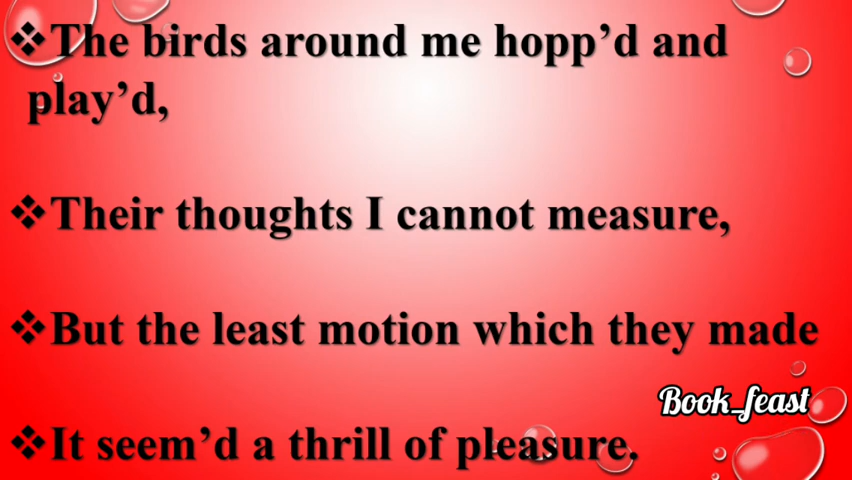 ❖The birds around me hopp’d and
play’d,
❖Their thoughts I cannot measure,
❖But the least motion which they made
Book_feast
❖It seem’d a thrill of pleasure.